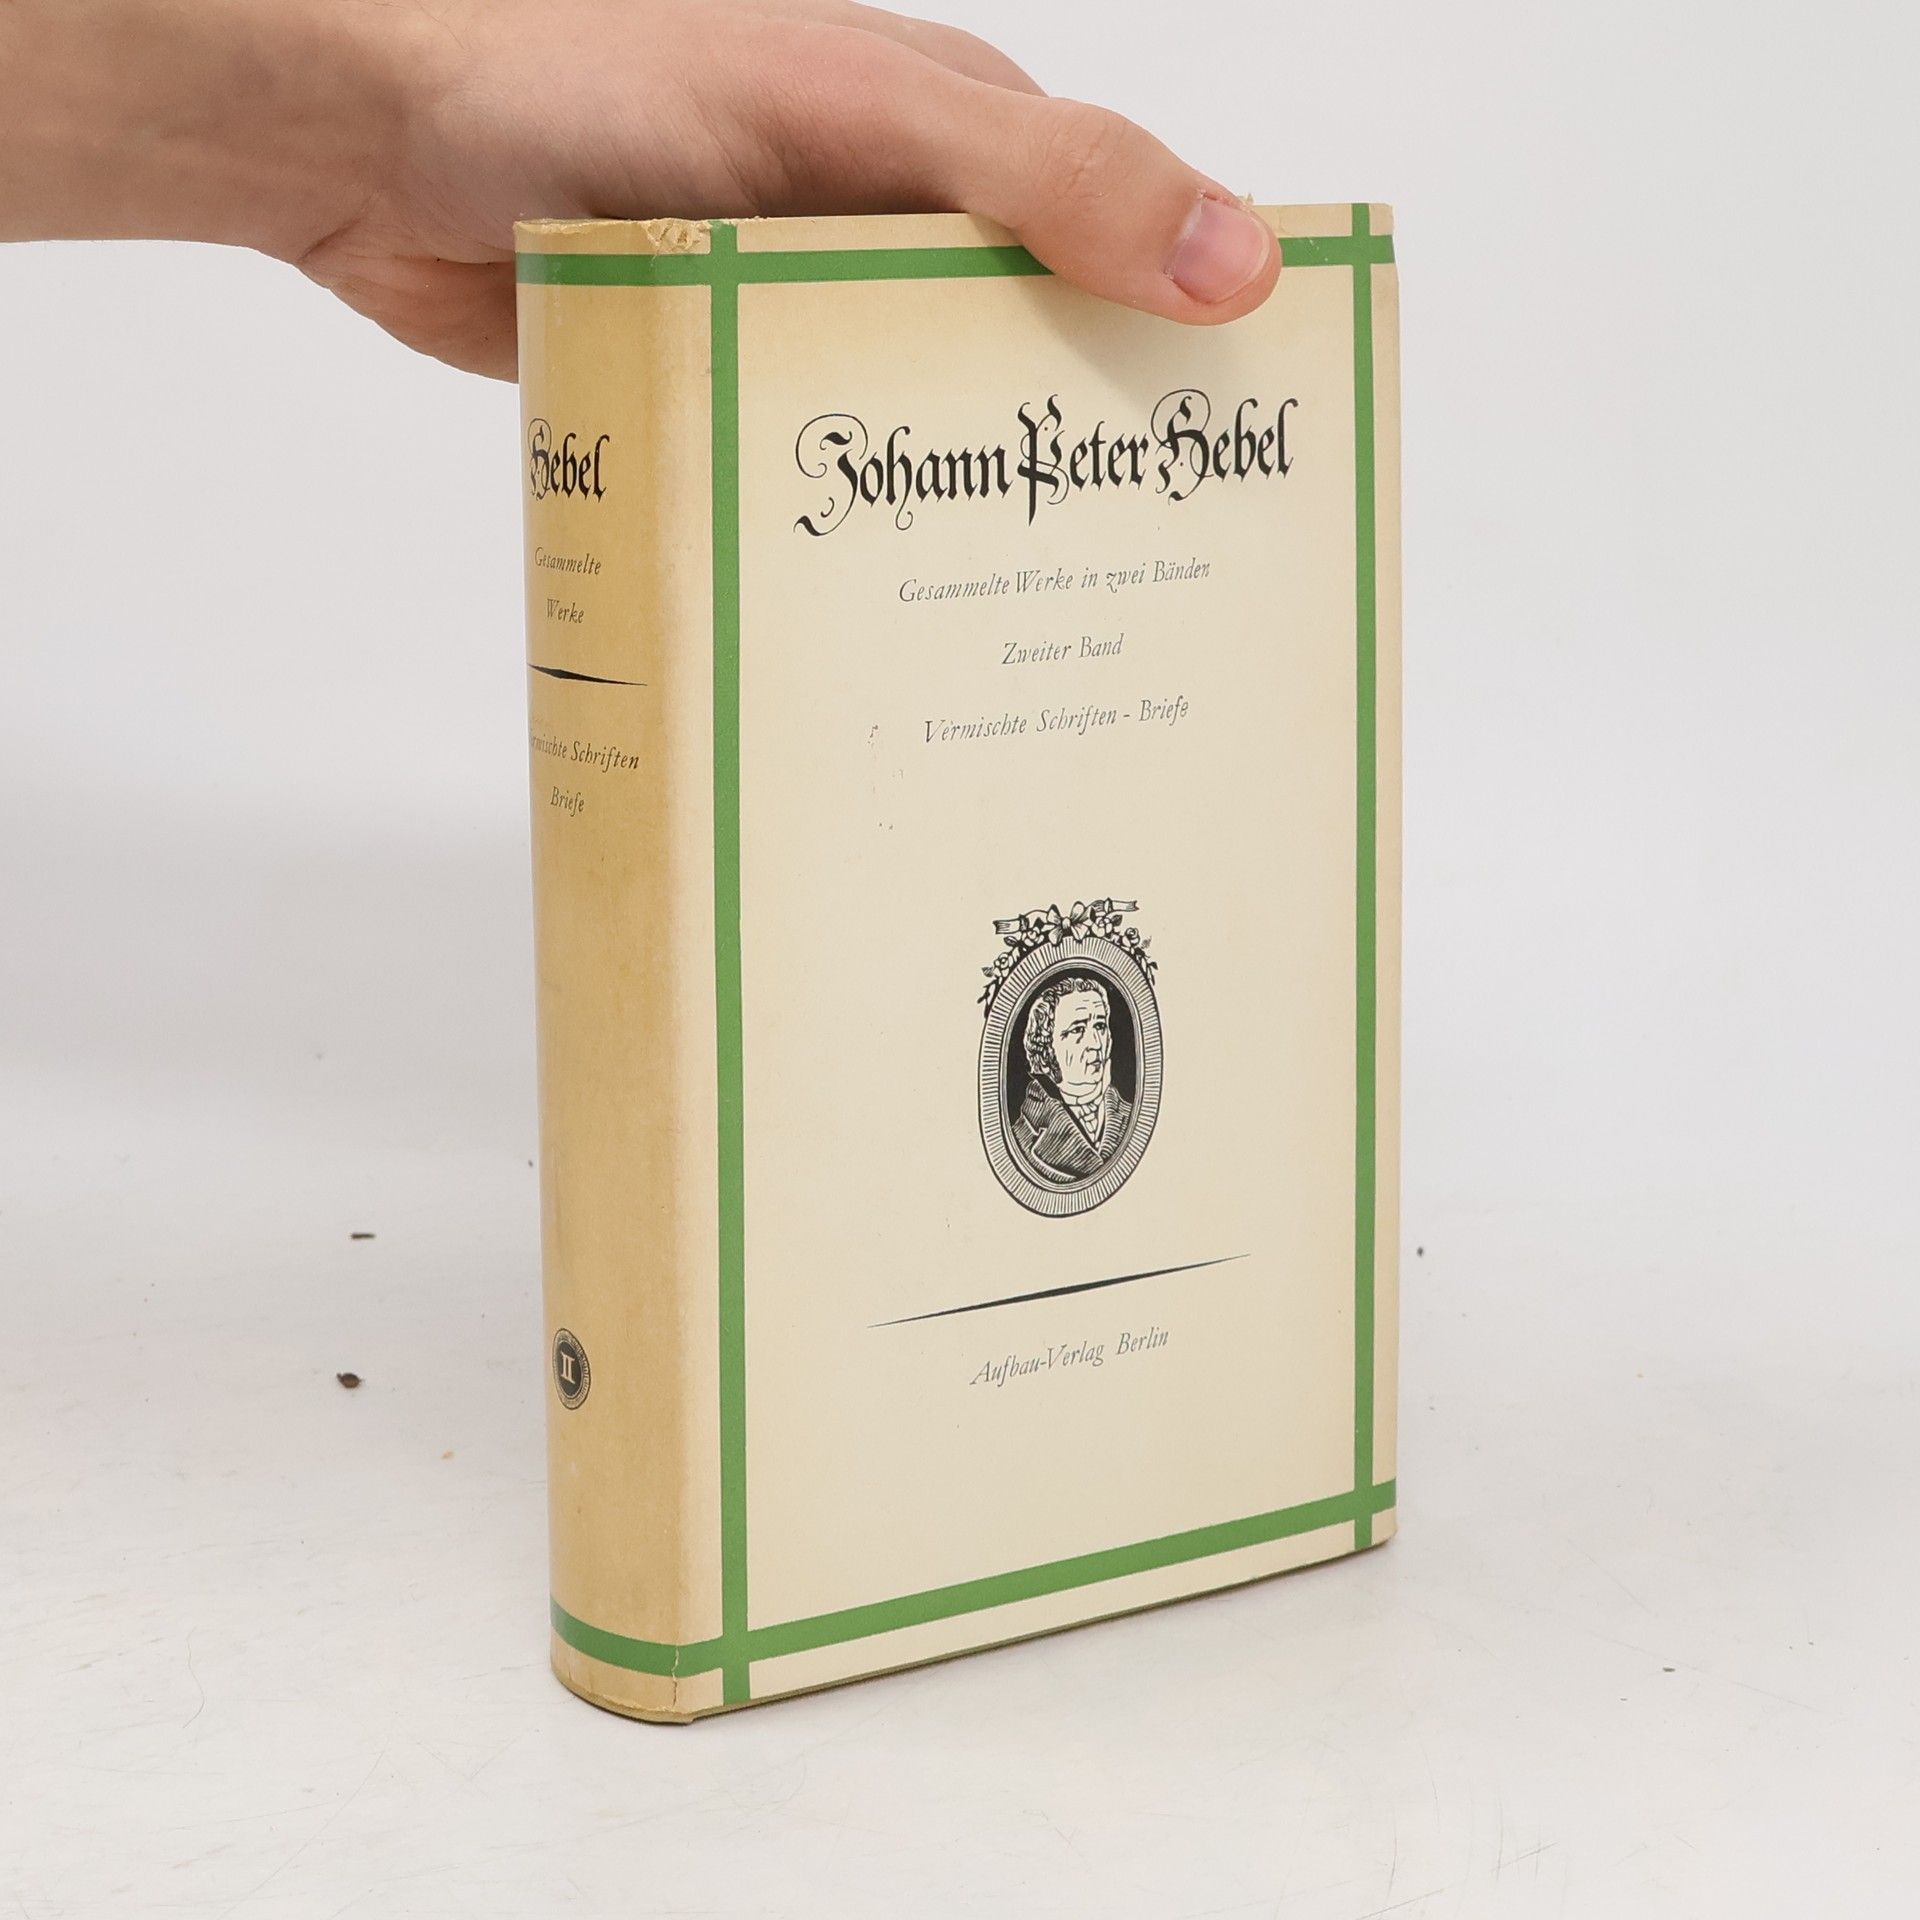 Hebel
Gesammelte
Werke
Schriften
Briefe
II
Johann Peter Hebel
Gesammelte Werke in zwei Bänden
Zweiter Band
Vermischte Schriften - Briefe
Aufbau-Verlag Berlin